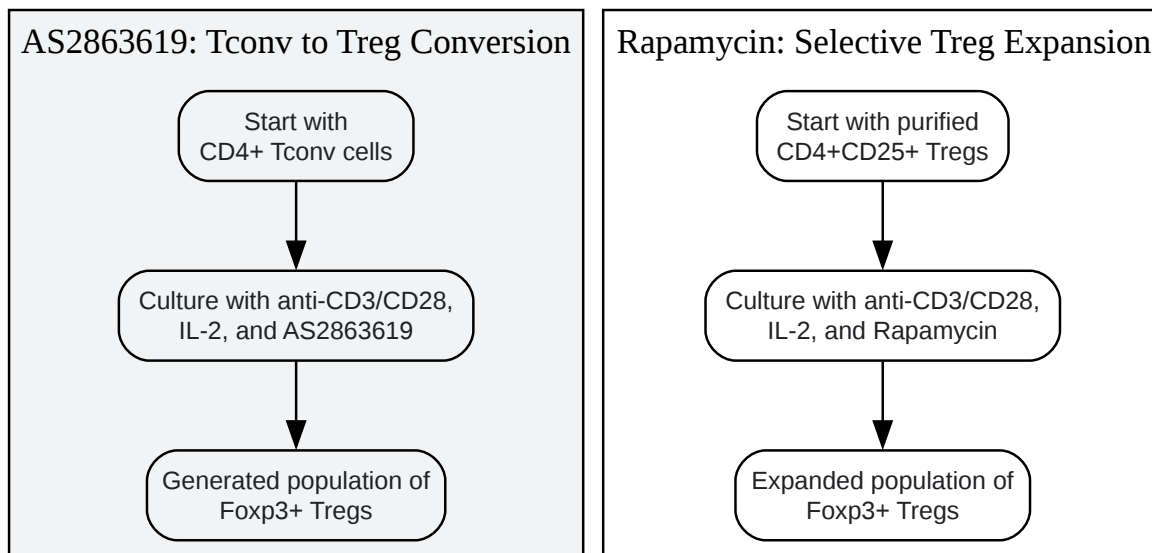 AS2863619: Tconv to Treg Conversion
Start with
CD4+ Tconv cells
Culture with anti-CD3/CD28,
IL-2, and AS2863619
Generated population of
Foxp3+ Tregs
Rapamycin: Selective Treg Expansion
Start with purified
CD4+CD25+ Tregs
Culture with anti-CD3/CD28,
IL-2, and Rapamycin
Expanded population of
Foxp3+ Tregs